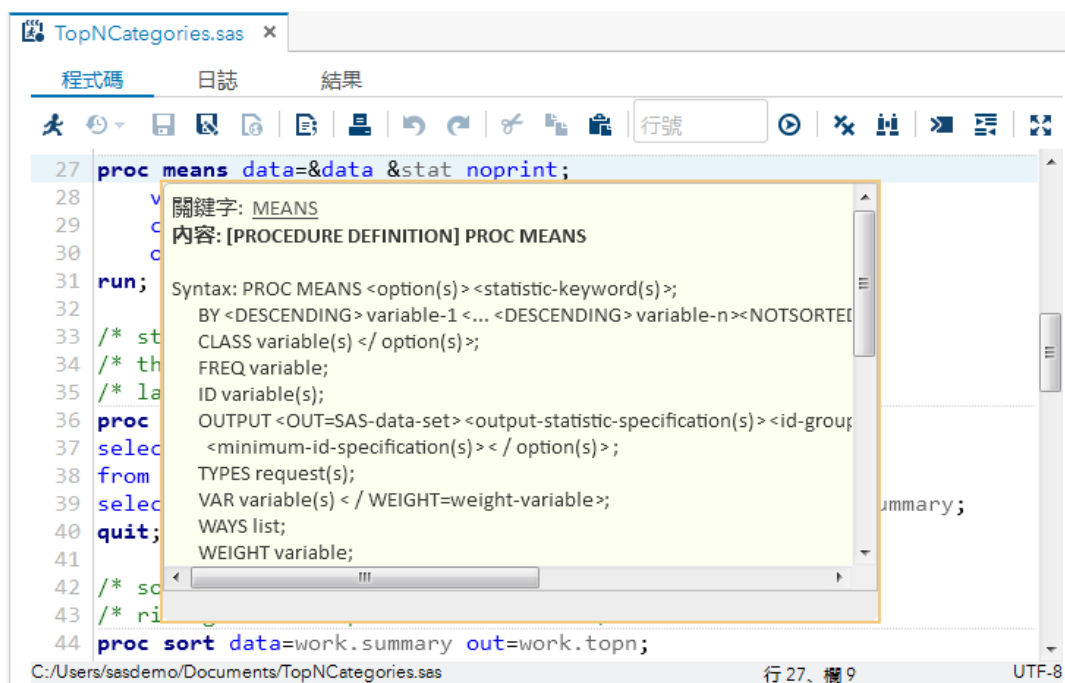 TopNCategories.sas ×
程式碼 日誌 結果
行號
27 proc means data=&data &stat noprint;
28 v
29 c
30 o
31 run;
32
33 /* st
34 /* th
35 /* la
36 proc
37 selec
38 from
39 selec ummary;
40 quit;
41
42 /* so
43 /* ri
44 proc sort data=work.summary out=work.topn;
關鍵字: MEANS
內容: [PROCEDURE DEFINITION] PROC MEANS
Syntax: PROC MEANS <option(s)><statistic-keyword(s)>;
BY <DESCENDING> variable-1 <... <DESCENDING> variable-n><NOTSORTED
CLASS variable(s) </ option(s)>;
FREQ variable;
ID variable(s);
OUTPUT <OUT=SAS-data-set><output-statistic-specification(s)><id-group
<minimum-id-specification(s)>< / option(s)> ;
TYPES request(s);
VAR variable(s) < / WEIGHT=weight-variable>;
WAYS list;
WEIGHT variable;
C:/Users/sasdemo/Documents/TopNCategories.sas 行 27、欄 9 UTF-8